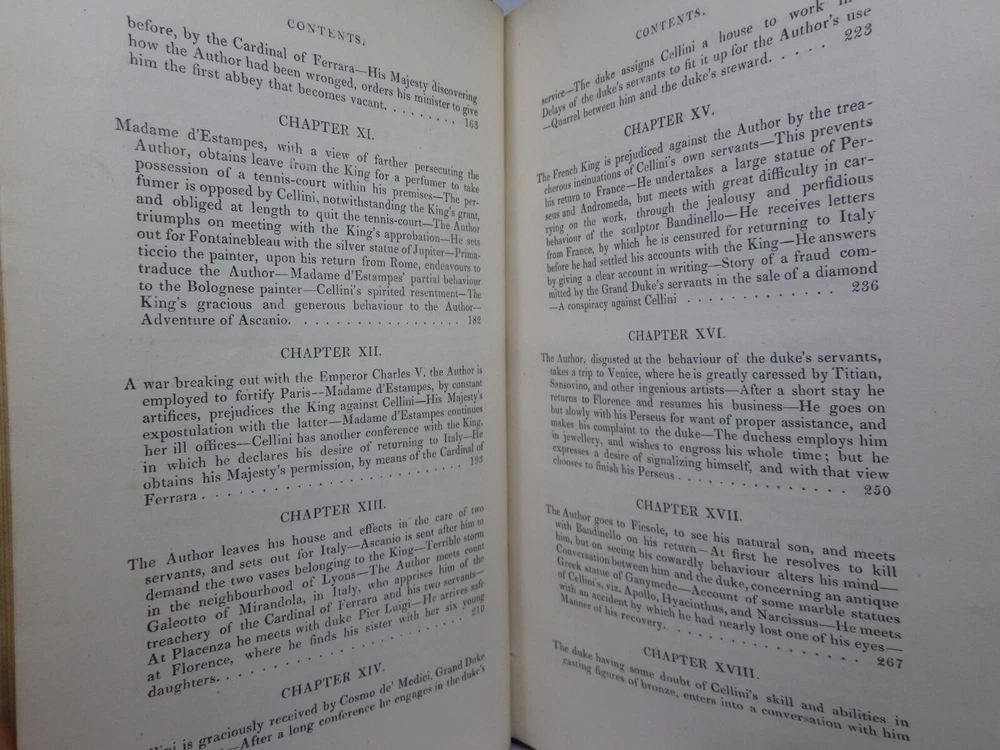 CONTENTS.
before, by the Cardinal of Ferrara—His Majesty discovering
how the Author had been wronged, orders his minister to give
him the first abbey that becomes vacant. . . . . . . . . 163
CHAPTER XI.
Madame d'Estampes, with a view of farther persecuting the
Author, obtains leave from the King for a perfumer to take
possession of a tennis-court within his premises—The per-
fumer is opposed by Cellini, notwithstanding the King's grant,
and obliged at length to quit the tennis-court—The Author
triumphs on meeting with the King's approbation—He sets
out for Fontainebleau with the silver statue of Jupiter—Prima-
ticcio the painter, upon his return from Rome, endeavours to
traduce the Author—Madame d'Estampes' partial behaviour
to the Bolognese painter—Cellini's spirited resentment—The
King's gracious and generous behaviour to the Author—
Adventure of Ascanio. . . . . . . . . . . . . . . . . 182
CHAPTER XII.
A war breaking out with the Emperor Charles V. the Author is
employed to fortify Paris—Madame d'Estampes, by constant
artifices, prejudices the King against Cellini—His Majesty's
expostulation with the latter—Madame d'Estampes continues
her ill offices—Cellini has another conference with the King,
in which he declares his desire of returning to Italy—He
obtains his Majesty's permission, by means of the Cardinal of
Ferrara . . . . . . . . . . . . . . . . . . . . . . 193
CHAPTER XIII.
The Author leaves his house and effects in the care of two
servants, and sets out for Italy—Ascanio is sent after him to
demand the two vases belonging to the King—Terrible storm
in the neighbourhood of Lyons—The Author meets count
Galeotto of Mirandola, in Italy, who apprises him of the
treachery of the Cardinal of Ferrara and his two servants—
At Placenza he meets with duke Pier Luigi—He arrives safe
at Florence, where he finds his sister with her six young
daughters. . . . . . . . . . . . . . . . . . . . . 210
CHAPTER XIV.
is graciously received by Cosmo de' Medici, Grand Duke
—After a long conference he engages in the duke's
CONTENTS.
service—The duke assigns Cellini a house to work in—
Delays of the duke's servants to fit it up for the Author's use
—Quarrel between him and the duke's steward. . . . . . 223
CHAPTER XV.
The French King is prejudiced against the Author by the trea-
cherous insinuations of Cellini's own servants—This prevents
his return to France—He undertakes a large statue of Per-
seus and Andromeda, but meets with great difficulty in car-
rying on the work, through the jealousy and perfidious
behaviour of the sculptor Bandinello—He receives letters
from France, by which he is censured for returning to Italy
before he had settled his accounts with the King—He answers
by giving a clear account in writing—Story of a fraud com-
mitted by the Grand Duke's servants in the sale of a diamond
—A conspiracy against Cellini . . . . . . . . . . . . . 236
CHAPTER XVI.
The Author, disgusted at the behaviour of the duke's servants,
takes a trip to Venice, where he is greatly caressed by Titian,
Sansovino, and other ingenious artists—After a short stay he
returns to Florence and resumes his business—He goes on
but slowly with his Perseus for want of proper assistance, and
makes his complaint to the duke—The duchess employs him
in jewellery, and wishes to engross his whole time; but he
expresses a desire of signalizing himself, and with that view
chooses to finish his Perseus . . . . . . . . . . . . . . 250
CHAPTER XVII.
The Author goes to Fiesole, to see his natural son, and meets
with Bandinello on his return—At first he resolves to kill
him, but on seeing his cowardly behaviour alters his mind—
Conversation between him and the duke, concerning an antique
Greek statue of Ganymede—Account of some marble statues
of Cellini's, viz. Apollo, Hyacinthus, and Narcissus—He meets
with an accident by which he had nearly lost one of his eyes—
Manner of his recovery. . . . . . . . . . . . . . . . . 267
CHAPTER XVIII.
The duke having some doubt of Cellini's skill and abilities in
casting figures of bronze, enters into a conversation with him